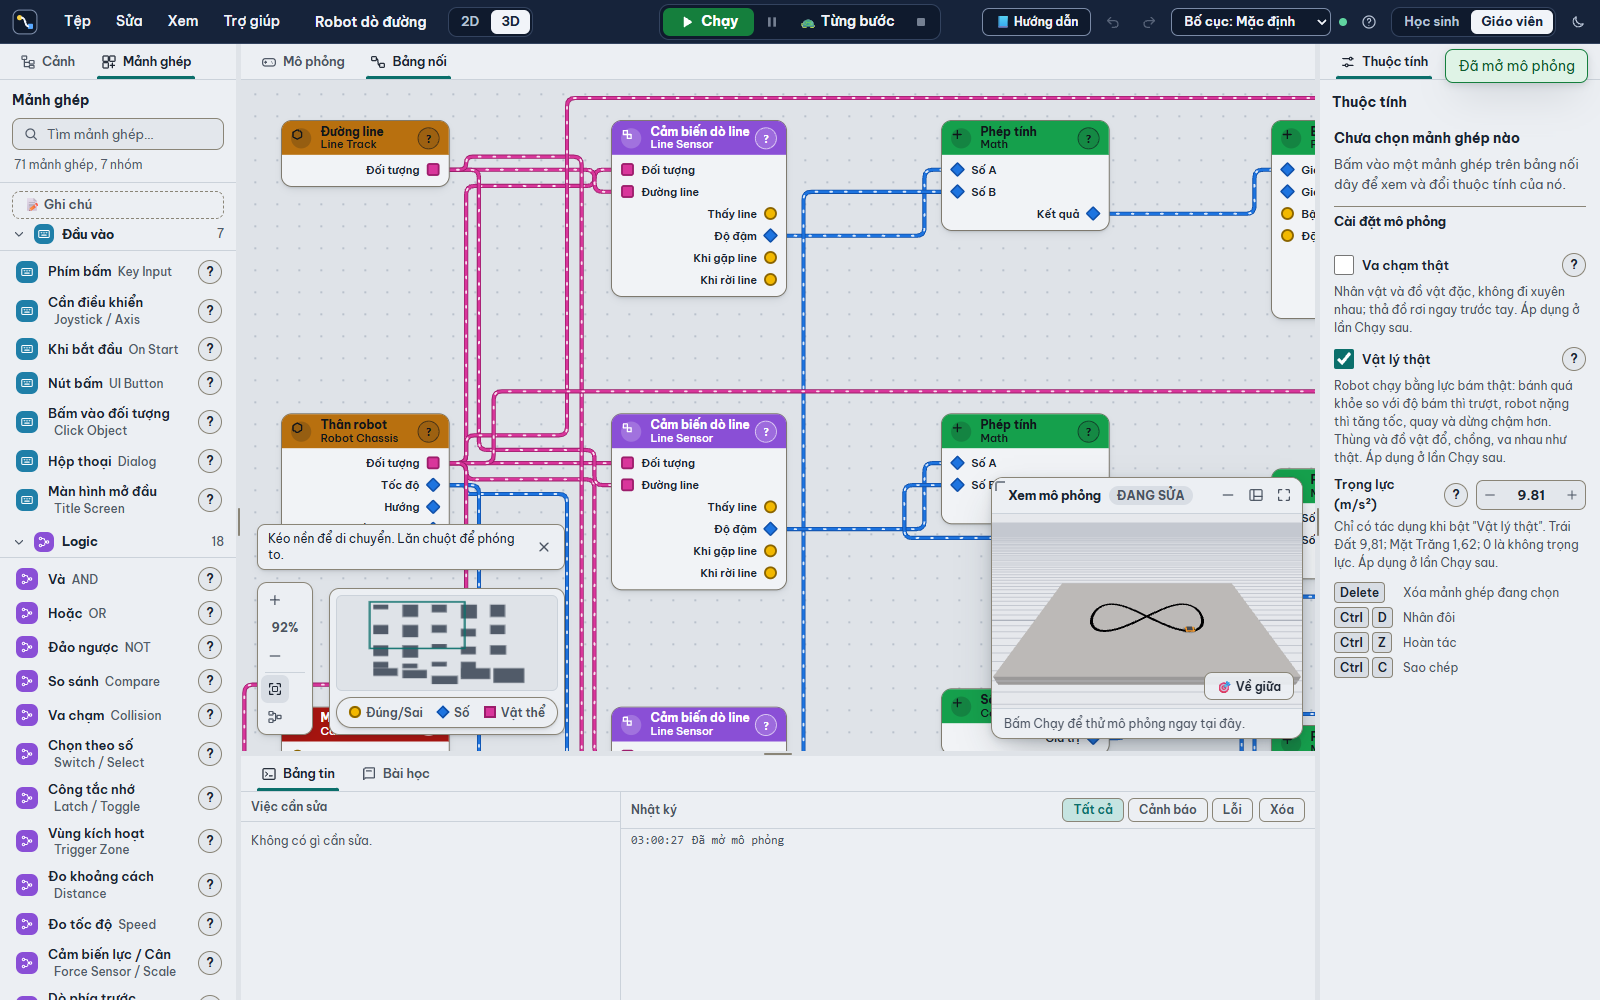 Tệp Sửa Xem Trợ giúp Robot dò đường 2D 3D Chạy Từng bước Hướng dẫn Bố cục: Mặc định Học sinh Giáo viên
Cảnh Mảnh ghép
Mảnh ghép
Tìm mảnh ghép...
71 mảnh ghép, 7 nhóm
Ghi chú
Đầu vào 7
Phím bấm Key Input ?
Cần điều khiển ?
Joystick / Axis
Khi bắt đầu On Start ?
Nút bấm UI Button ?
Bấm vào đối tượng ?
Click Object
Hộp thoại Dialog ?
Màn hình mở đầu ?
Title Screen
Logic 18
Và AND ?
Hoặc OR ?
Đảo ngược NOT ?
So sánh Compare ?
Va chạm Collision ?
Chọn theo số ?
Switch / Select
Công tắc nhớ ?
Latch / Toggle
Vùng kích hoạt ?
Trigger Zone
Đo khoảng cách ?
Distance
Đo tốc độ Speed ?
Cảm biến lực / Cân ?
Force Sensor / Scale
Dò phía trước
Mô phỏng Bảng nối
Đường line ?
Line Track
Đối tượng
Cảm biến dò line ?
Line Sensor
Đối tượng
Đường line
Thấy line
Độ đậm
Khi gặp line
Khi rời line
Phép tính ?
Math
Số A
Số B
Kết quả
Thân robot ?
Robot Chassis
Đối tượng
Tốc độ
Hướng
Cảm biến dò line ?
Line Sensor
Đối tượng
Đường line
Thấy line
Độ đậm
Khi gặp line
Khi rời line
Phép tính ?
Math
Số A
Kéo nền để di chuyển. Lăn chuột để phóng
to.
92%
Đúng/Sai Số Vật thể
Cảm biến dò line ?
Line Sensor
Xem mô phỏng ĐANG SỬA
Về giữa
Bấm Chạy để thử mô phỏng ngay tại đây.
Bảng tin Bài học
Việc cần sửa
Không có gì cần sửa.
Nhật ký Tất cả Cảnh báo Lỗi Xóa
03:00:27 Đã mở mô phỏng
Thuộc tính
Đã mở mô phỏng
Thuộc tính
Chưa chọn mảnh ghép nào
Bấm vào một mảnh ghép trên bảng nối
dây để xem và đổi thuộc tính của nó.
Cài đặt mô phỏng
Va chạm thật ?
Nhân vật và đồ vật đặc, không đi xuyên
nhau; thả đồ rơi ngay trước tay. Áp dụng ở
lần Chạy sau.
Vật lý thật ?
Robot chạy bằng lực bám thật: bánh quá
khỏe so với độ bám thì trượt, robot nặng
thì tăng tốc, quay và dừng chậm hơn.
Thùng và đồ vật đổ, chồng, va nhau như
thật. Áp dụng ở lần Chạy sau.
Trọng lực ? 9.81
(m/s²)
Chỉ có tác dụng khi bật "Vật lý thật". Trái
Đất 9,81; Mặt Trăng 1,62; 0 là không trọng
lực. Áp dụng ở lần Chạy sau.
Delete Xóa mảnh ghép đang chọn
Ctrl D Nhân đôi
Ctrl Z Hoàn tác
Ctrl C Sao chép